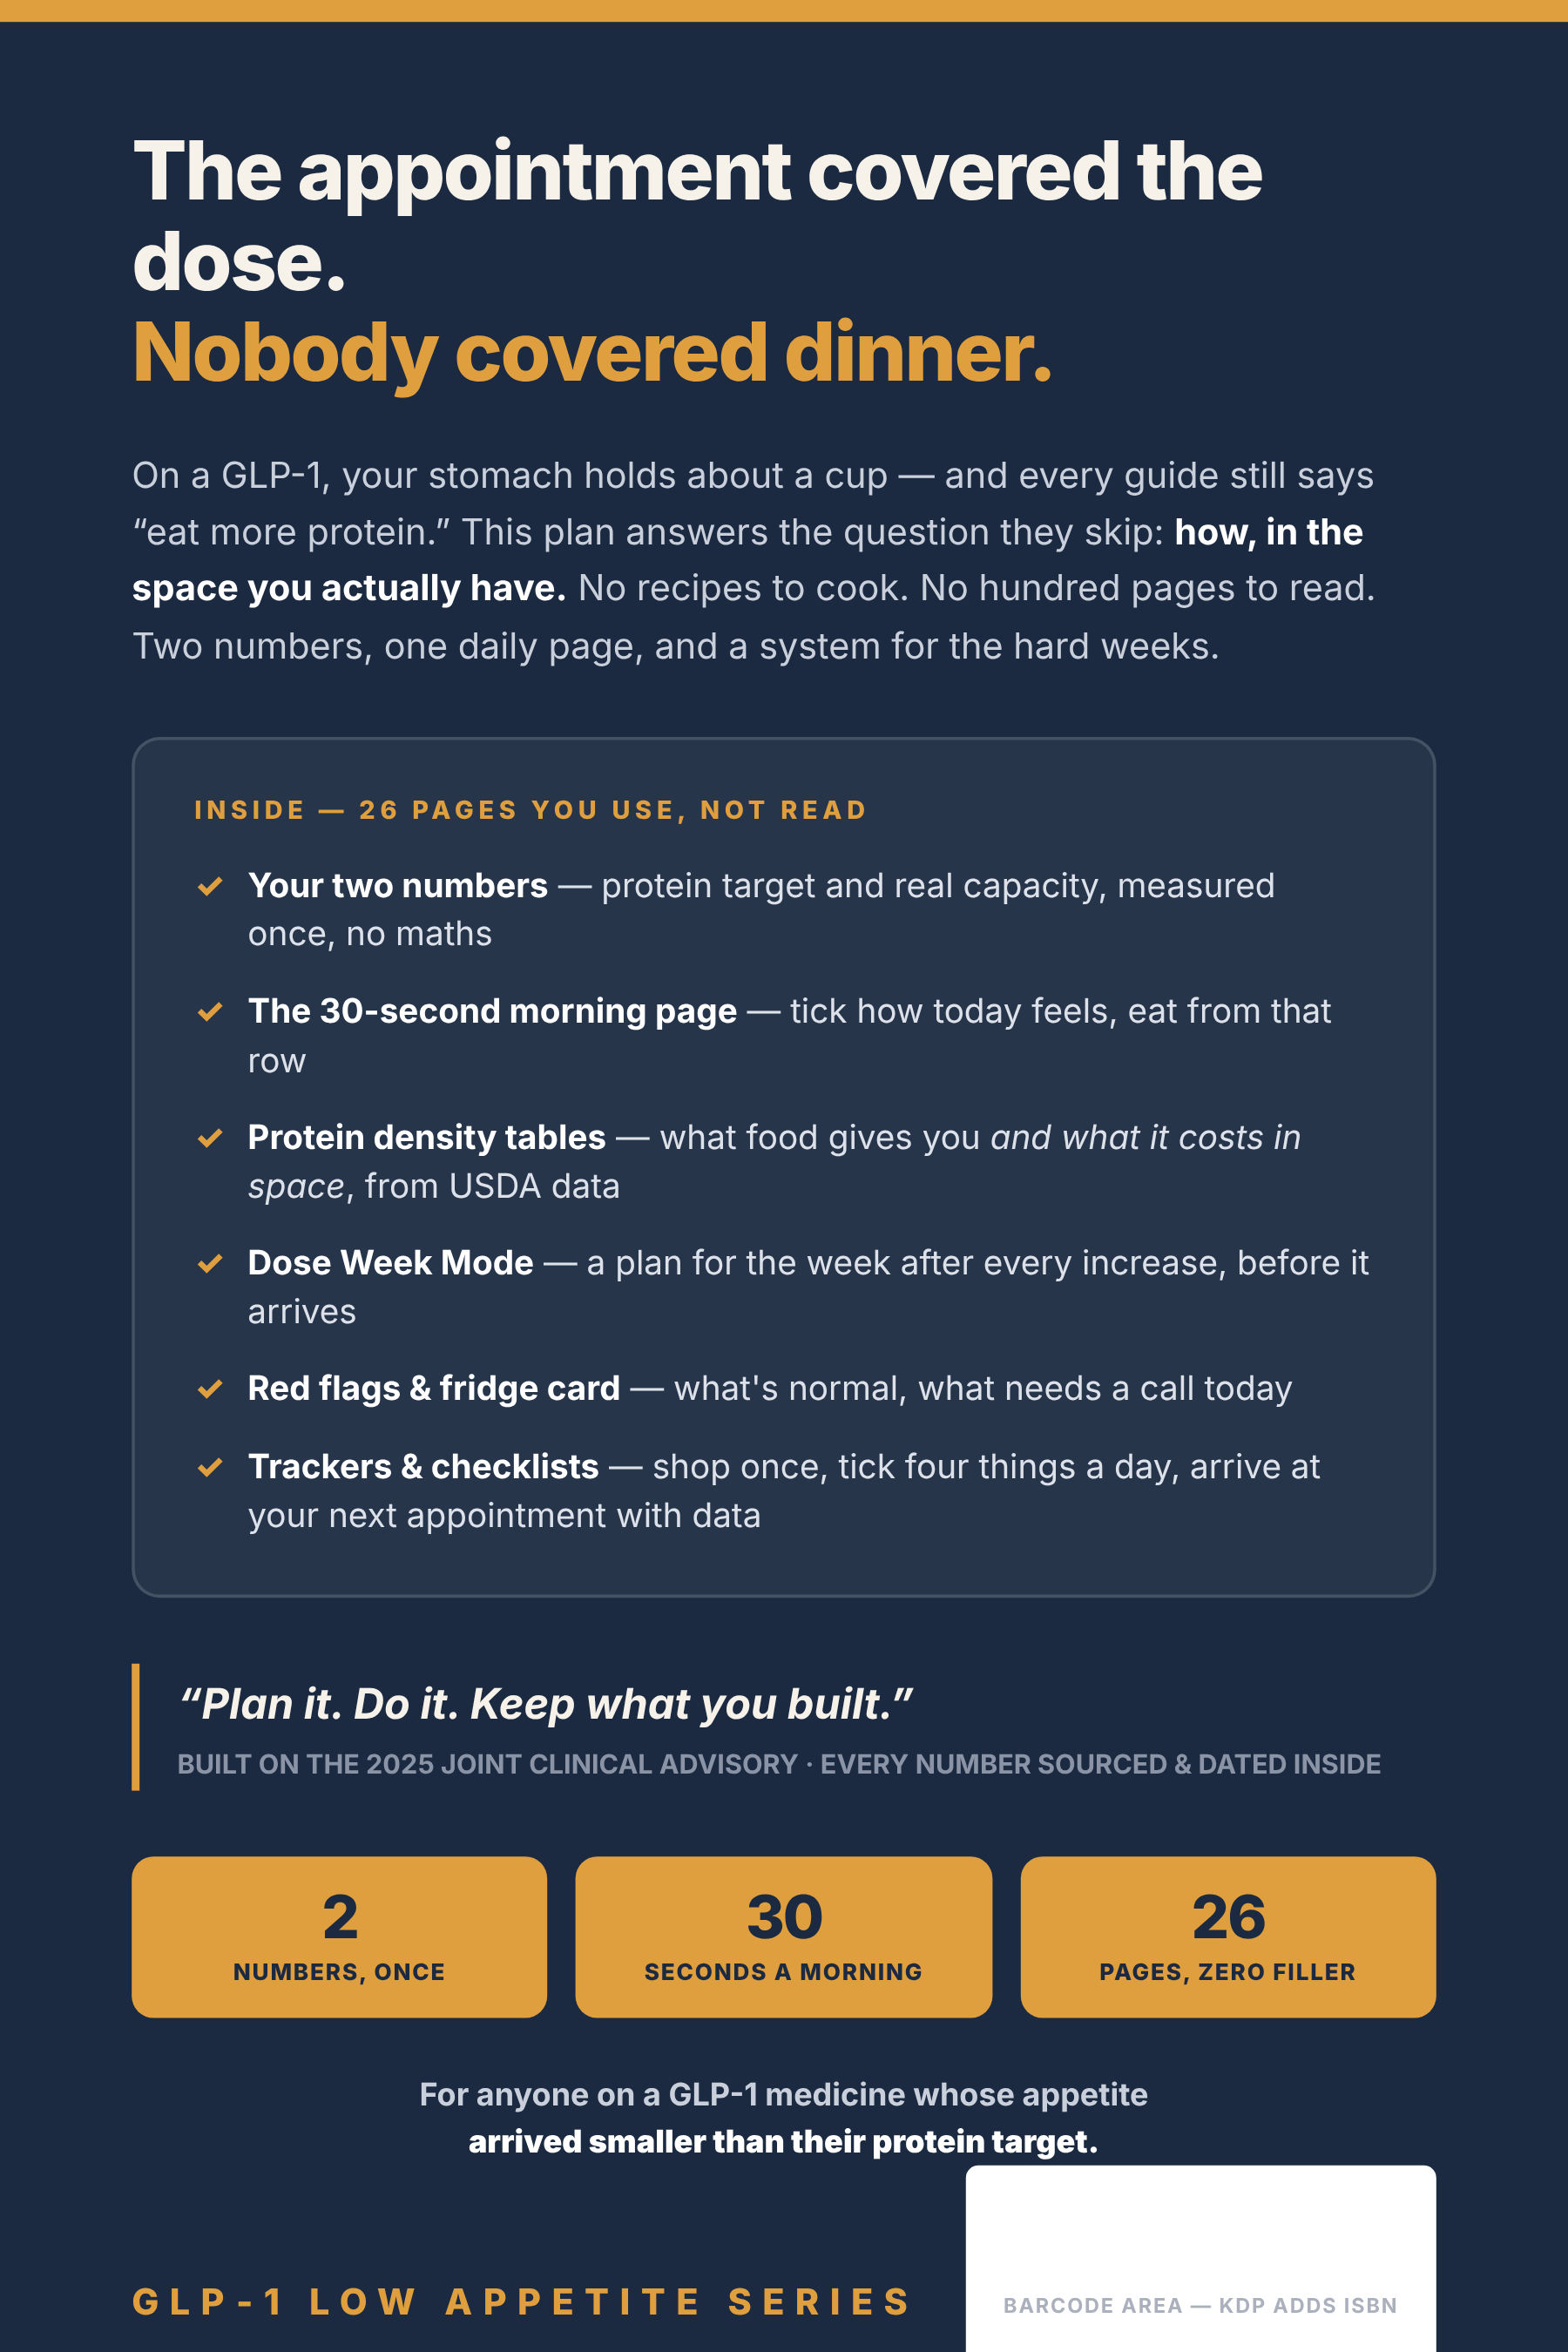 The appointment covered the
dose.
Nobody covered dinner.
On a GLP-1, your stomach holds about a cup — and every guide still says
“eat more protein.” This plan answers the question they skip: how, in the
space you actually have. No recipes to cook. No hundred pages to read.
Two numbers, one daily page, and a system for the hard weeks.
INSIDE — 26 PAGES YOU USE, NOT READ
Your two numbers — protein target and real capacity, measured
once, no maths
The 30-second morning page — tick how today feels, eat from that
row
Protein density tables — what food gives you and what it costs in
space, from USDA data
Dose Week Mode — a plan for the week after every increase, before it
arrives
Red flags & fridge card — what's normal, what needs a call today
Trackers & checklists — shop once, tick four things a day, arrive at
your next appointment with data
“Plan it. Do it. Keep what you built.”
BUILT ON THE 2025 JOINT CLINICAL ADVISORY · EVERY NUMBER SOURCED & DATED INSIDE
2
NUMBERS, ONCE
30
SECONDS A MORNING
26
PAGES, ZERO FILLER
For anyone on a GLP-1 medicine whose appetite
arrived smaller than their protein target.
GLP-1 LOW APPETITE SERIES
BARCODE AREA — KDP ADDS ISBN